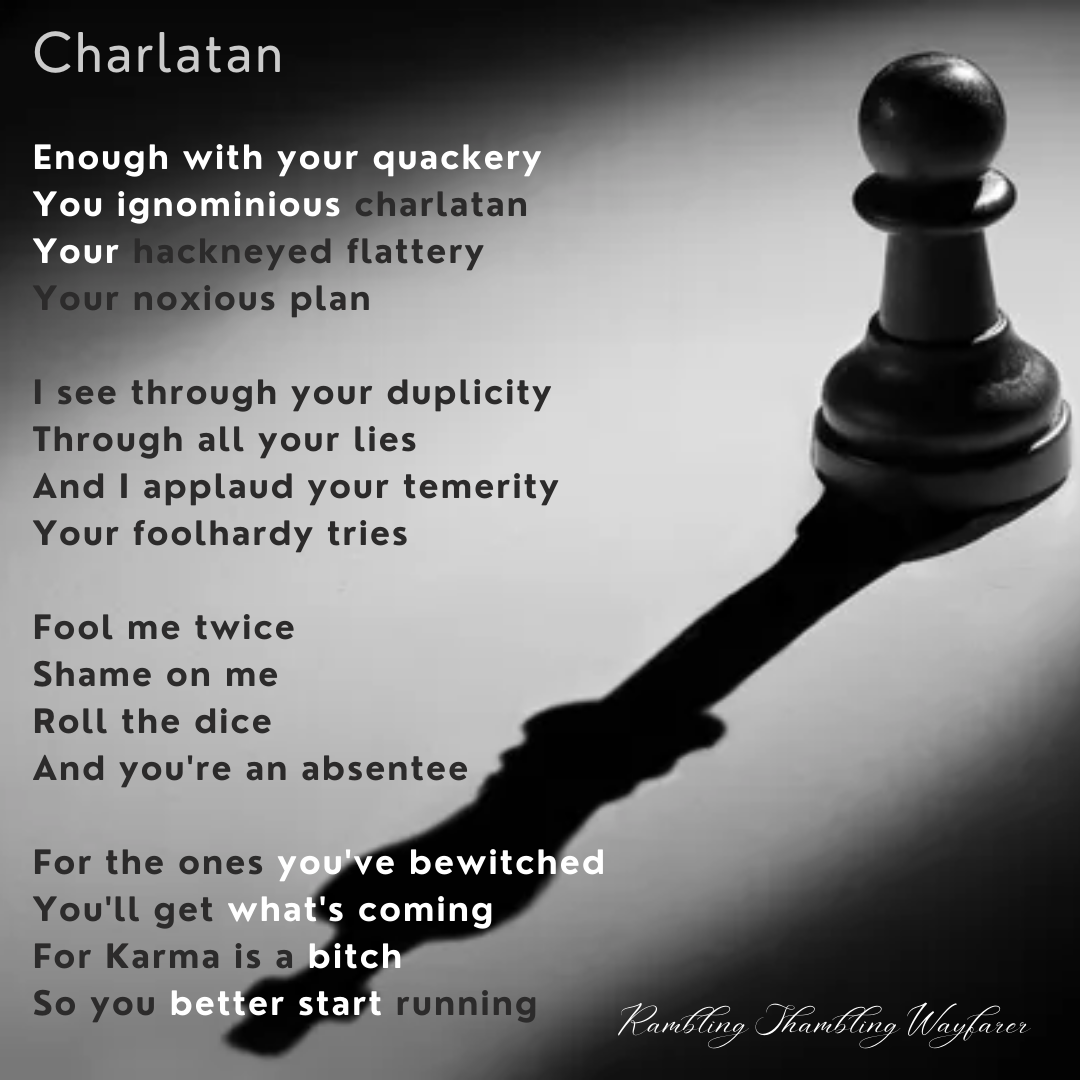 Charlatan
Enough with your quackery
You ignominious charlatan
Your hackneyed flattery
Your noxious plan
I see through your duplicity
Through all your lies
And I applaud your temerity
Your foolhardy tries
Fool me twice
Shame on me
Roll the dice
And you're an absentee
For the ones you've bewitched
You'll get what's coming
For Karma is a bitch
So you better start running
Rambling Shambling Wayfarer